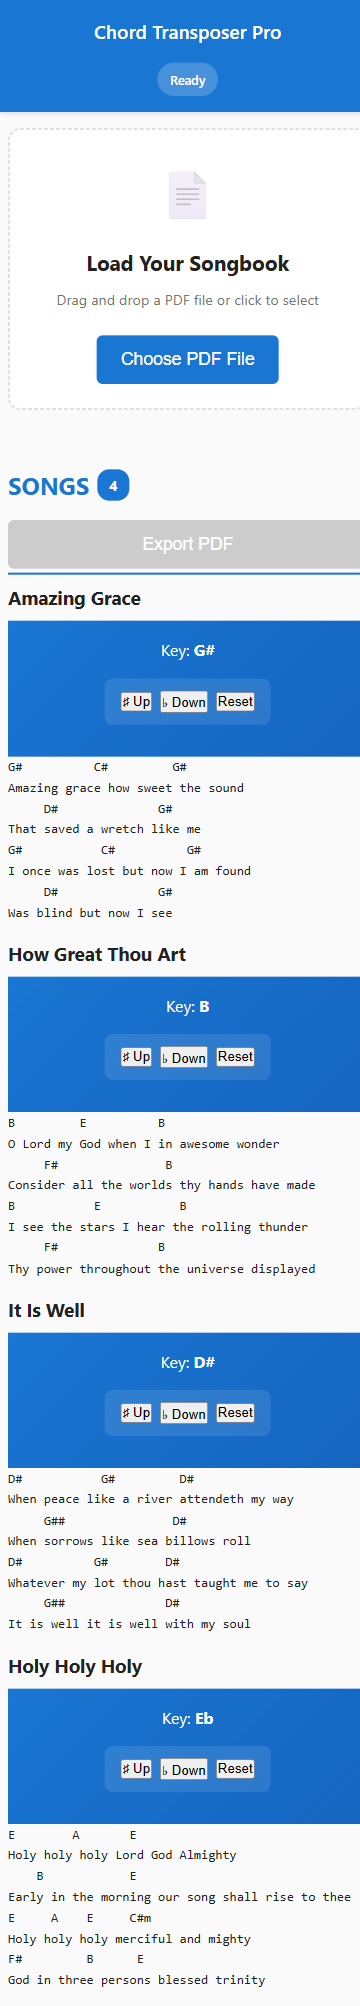 Chord Transposer Pro
Ready
Load Your Songbook
Drag and drop a PDF file or click to select
Choose PDF File
SONGS 4
Export PDF
Amazing Grace
Key: G#
♯ Up ♭ Down Reset
G#          C#         G#
Amazing grace how sweet the sound
     D#              G#
That saved a wretch like me
G#           C#          G#
I once was lost but now I am found
     D#              G#
Was blind but now I see
How Great Thou Art
Key: B
♯ Up ♭ Down Reset
B         E          B
O Lord my God when I in awesome wonder
     F#               B
Consider all the worlds thy hands have made
B           E           B
I see the stars I hear the rolling thunder
     F#              B
Thy power throughout the universe displayed
It Is Well
Key: D#
♯ Up ♭ Down Reset
D#           G#         D#
When peace like a river attendeth my way
     G##               D#
When sorrows like sea billows roll
D#          G#        D#
Whatever my lot thou hast taught me to say
     G##              D#
It is well it is well with my soul
Holy Holy Holy
Key: Eb
♯ Up ♭ Down Reset
E        A       E
Holy holy holy Lord God Almighty
    B            E
Early in the morning our song shall rise to thee
E     A    E     C#m
Holy holy holy merciful and mighty
F#         B      E
God in three persons blessed trinity